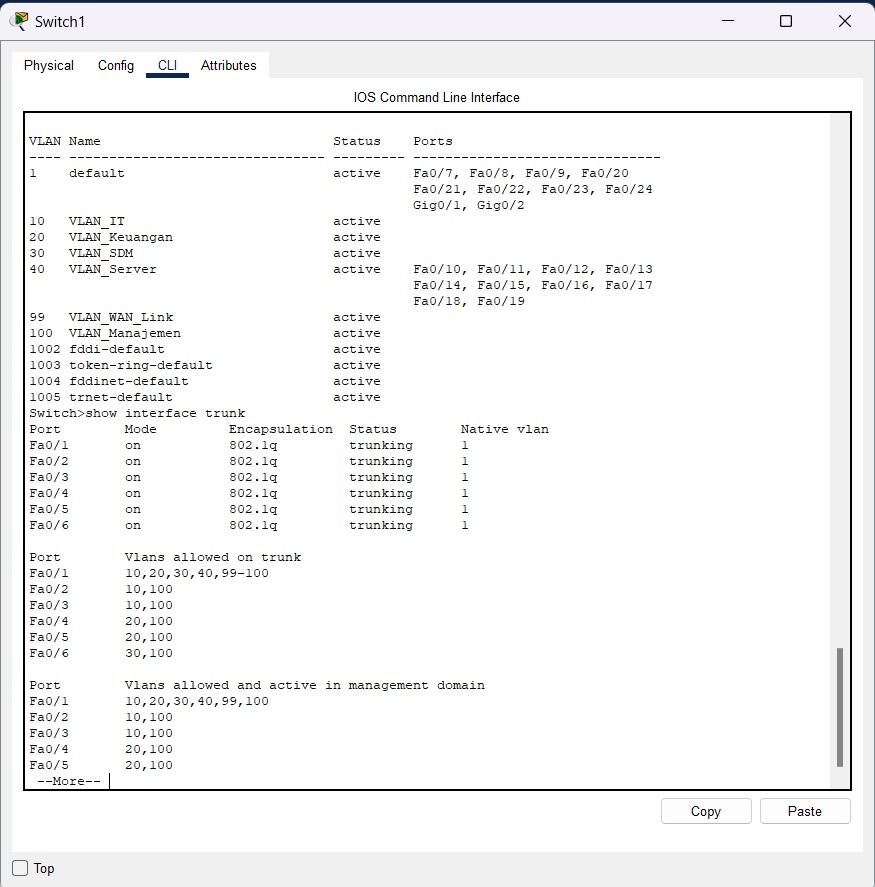 Switch1
Physical Config CLI Attributes
IOS Command Line Interface
VLAN Name                             Status    Ports
---- -------------------------------- --------- -------------------------------
1    default                          active    Fa0/7, Fa0/8, Fa0/9, Fa0/20
                                                Fa0/21, Fa0/22, Fa0/23, Fa0/24
                                                Gig0/1, Gig0/2
10   VLAN_IT                          active
20   VLAN_Keuangan                    active
30   VLAN_SDM                         active
40   VLAN_Server                      active    Fa0/10, Fa0/11, Fa0/12, Fa0/13
                                                Fa0/14, Fa0/15, Fa0/16, Fa0/17
                                                Fa0/18, Fa0/19
99   VLAN_WAN_Link                    active
100  VLAN_Manajemen                   active
1002 fddi-default                     active
1003 token-ring-default               active
1004 fddinet-default                  active
1005 trnet-default                    active
Switch>show interface trunk
Port        Mode         Encapsulation  Status        Native vlan
Fa0/1       on           802.1q         trunking      1
Fa0/2       on           802.1q         trunking      1
Fa0/3       on           802.1q         trunking      1
Fa0/4       on           802.1q         trunking      1
Fa0/5       on           802.1q         trunking      1
Fa0/6       on           802.1q         trunking      1
Port        Vlans allowed on trunk
Fa0/1       10,20,30,40,99-100
Fa0/2       10,100
Fa0/3       10,100
Fa0/4       20,100
Fa0/5       20,100
Fa0/6       30,100
Port        Vlans allowed and active in management domain
Fa0/1       10,20,30,40,99,100
Fa0/2       10,100
Fa0/3       10,100
Fa0/4       20,100
Fa0/5       20,100
 --More--
Copy Paste
Top